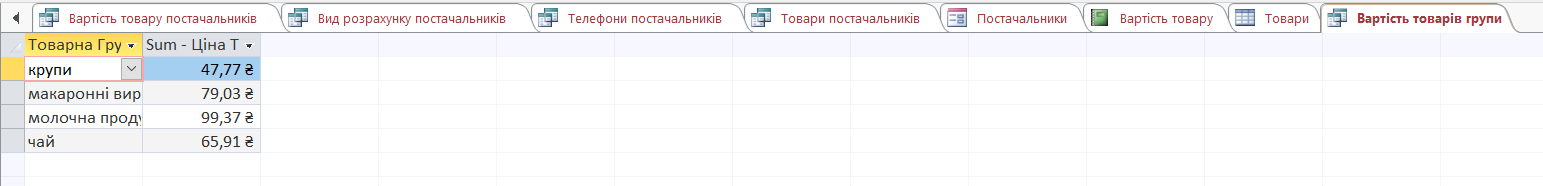 Вартість товару постачальників Вид розрахунку постачальників Телефони постачальників Товари постачальників Постачальники Вартість товару Товари Вартість товарів групи
Товарна Гру Sum - Ціна Т
крупи 47,77 ₴
макаронні вир 79,03 ₴
молочна проду 99,37 ₴
чай 65,91 ₴